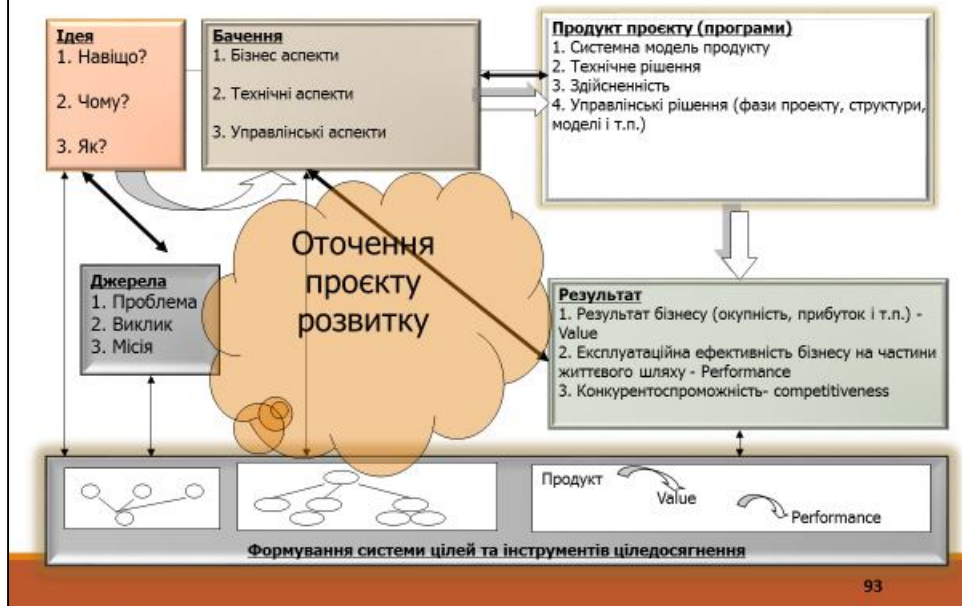 Ідея
1. Навіщо?
2. Чому?
3. Як?
Бачення
1. Бізнес аспекти
2. Технічні аспекти
3. Управлінські аспекти
Продукт проєкту (програми)
1. Системна модель продукту
2. Технічне рішення
3. Здійсненність
4. Управлінські рішення (фази проекту, структури,
моделі і т.п.)
Оточення
проєкту
розвитку
Джерела
1. Проблема
2. Виклик
3. Місія
Результат
1. Результат бізнесу (окупність, прибуток і т.п.) -
Value
2. Експлуатаційна ефективність бізнесу на частини
життєвого шляху - Performance
3. Конкурентоспроможність- competitiveness
Продукт
Value
Performance
Формування системи цілей та інструментів ціледосягнення
93